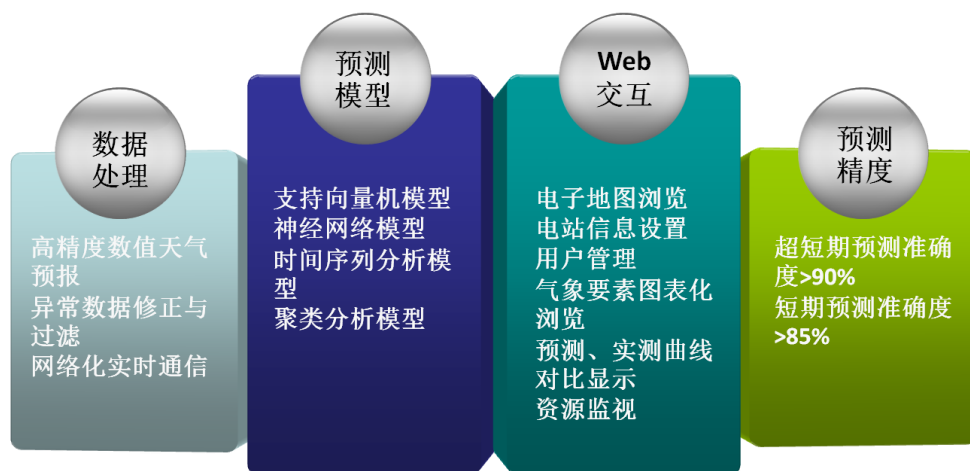 数据
处理
高精度数值天气
预报
异常数据修正与
过滤
网络化实时通信
预测
模型
支持向量机模型
神经网络模型
时间序列分析模
型
聚类分析模型
Web
交互
电子地图浏览
电站信息设置
用户管理
气象要素图表化
浏览
预测、实测曲线
对比显示
资源监视
预测
精度
超短期预测准确
度>90%
短期预测准确度
>85%